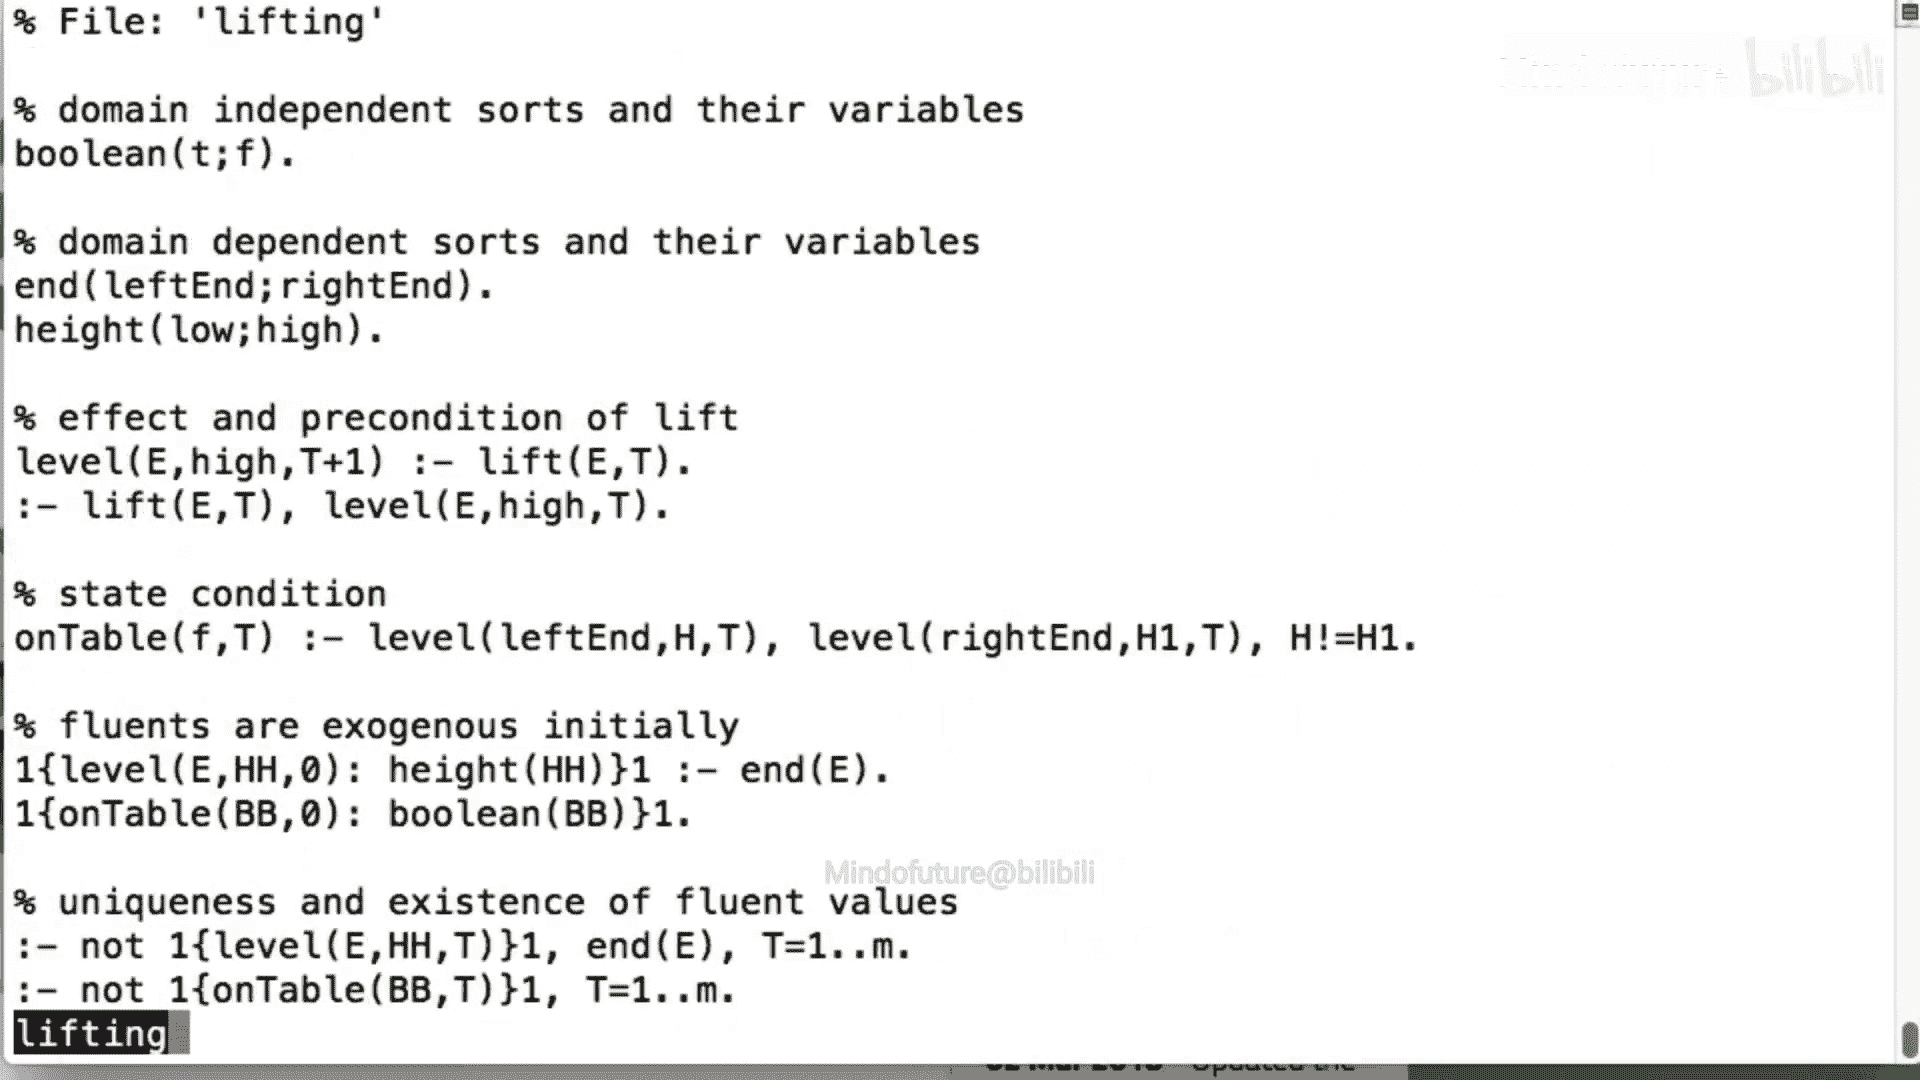 % File: 'lifting'
bilibili
% domain independent sorts and their variables
boolean(t;f).
% domain dependent sorts and their variables
end(leftEnd;rightEnd).
height(low;high).
% effect and precondition of lift
level(E,high,T+1) :- lift(E,T).
:- lift(E,T), level(E,high,T).
% state condition
onTable(f,T) :- level(leftEnd,H,T), level(rightEnd,H1,T), H!=H1.
% fluents are exogenous initially
1{level(E,HH,0): height(HH)}1 :- end(E).
1{onTable(BB,0): boolean(BB)}1.
Mindofuture@bilibili
% uniqueness and existence of fluent values
:- not 1{level(E,HH,T)}1, end(E), T=1..m.
:- not 1{onTable(BB,T)}1, T=1..m.
lifting